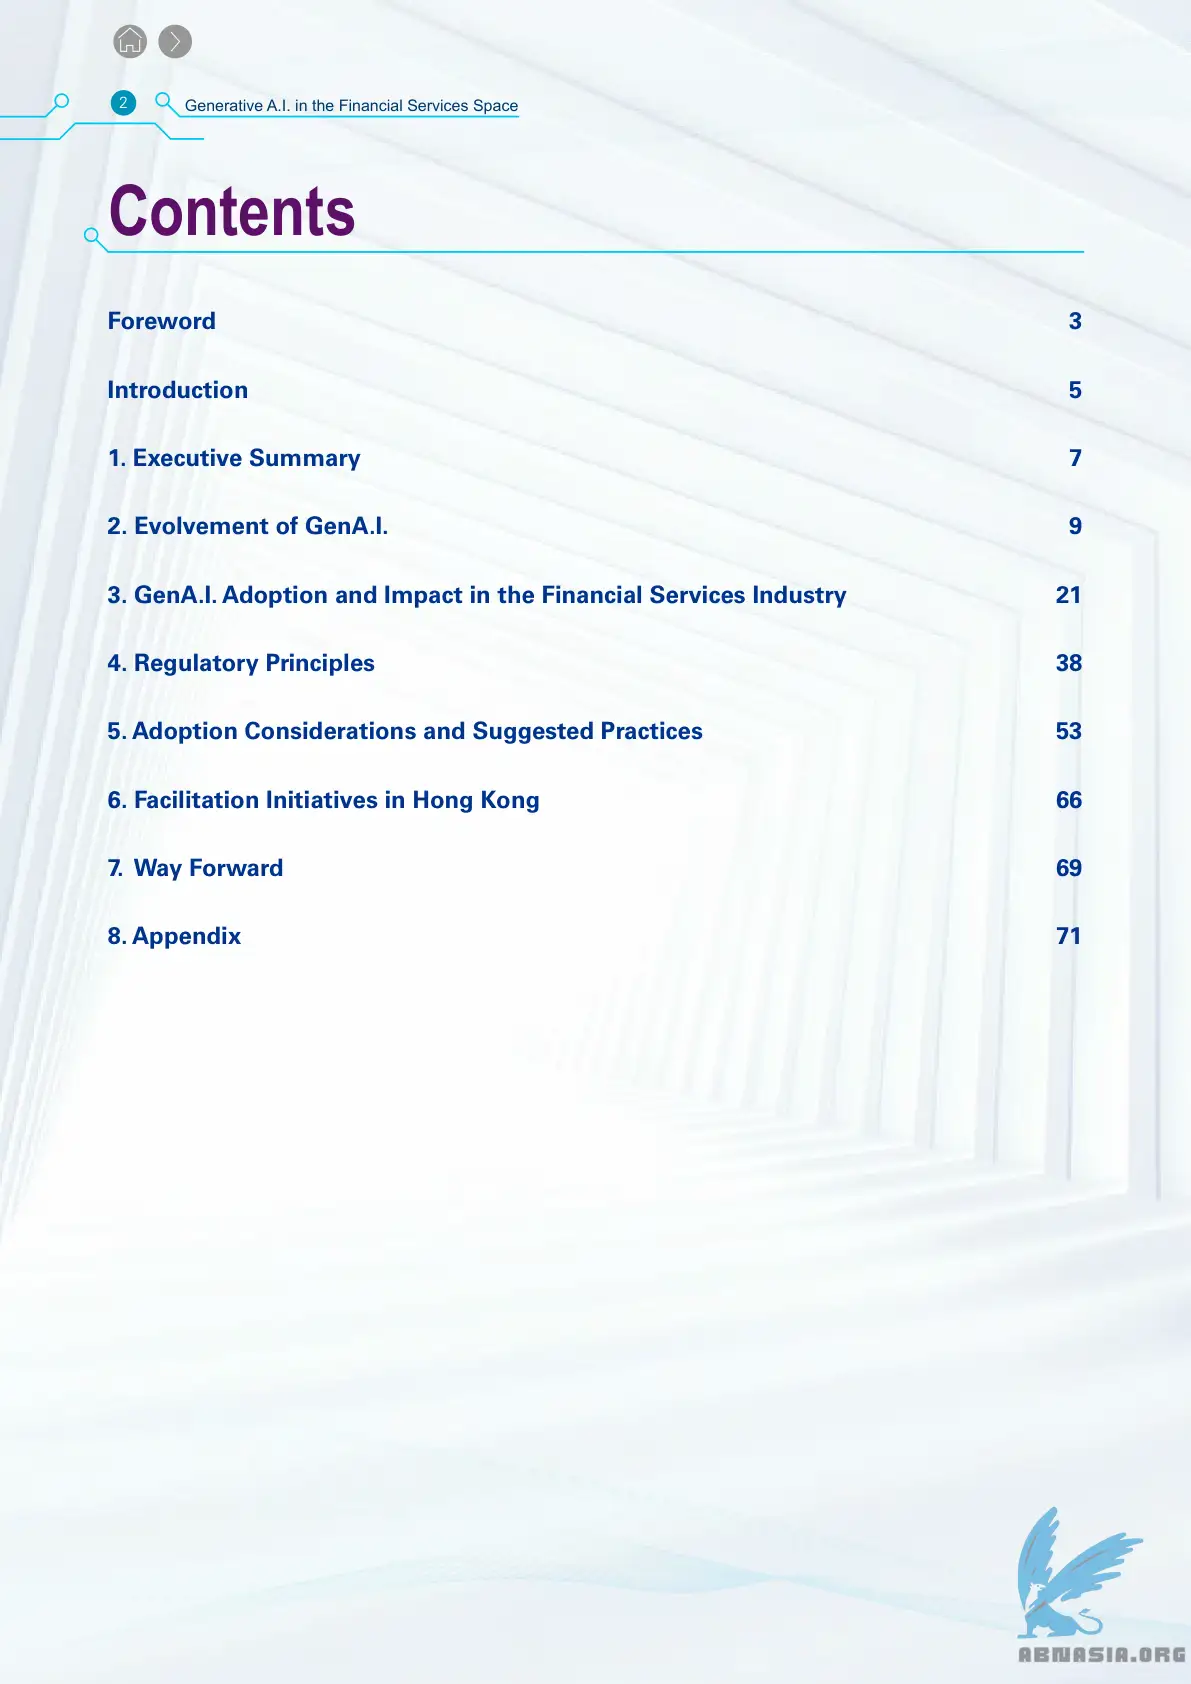 2
Generative A.I. in the Financial Services Space
Contents
Foreword 3
Introduction 5
1. Executive Summary 7
2. Evolvement of GenA.I. 9
3. GenA.I. Adoption and Impact in the Financial Services Industry 21
4. Regulatory Principles 38
5. Adoption Considerations and Suggested Practices 53
6. Facilitation Initiatives in Hong Kong 66
7. Way Forward 69
8. Appendix 71
ABNASIA.ORG